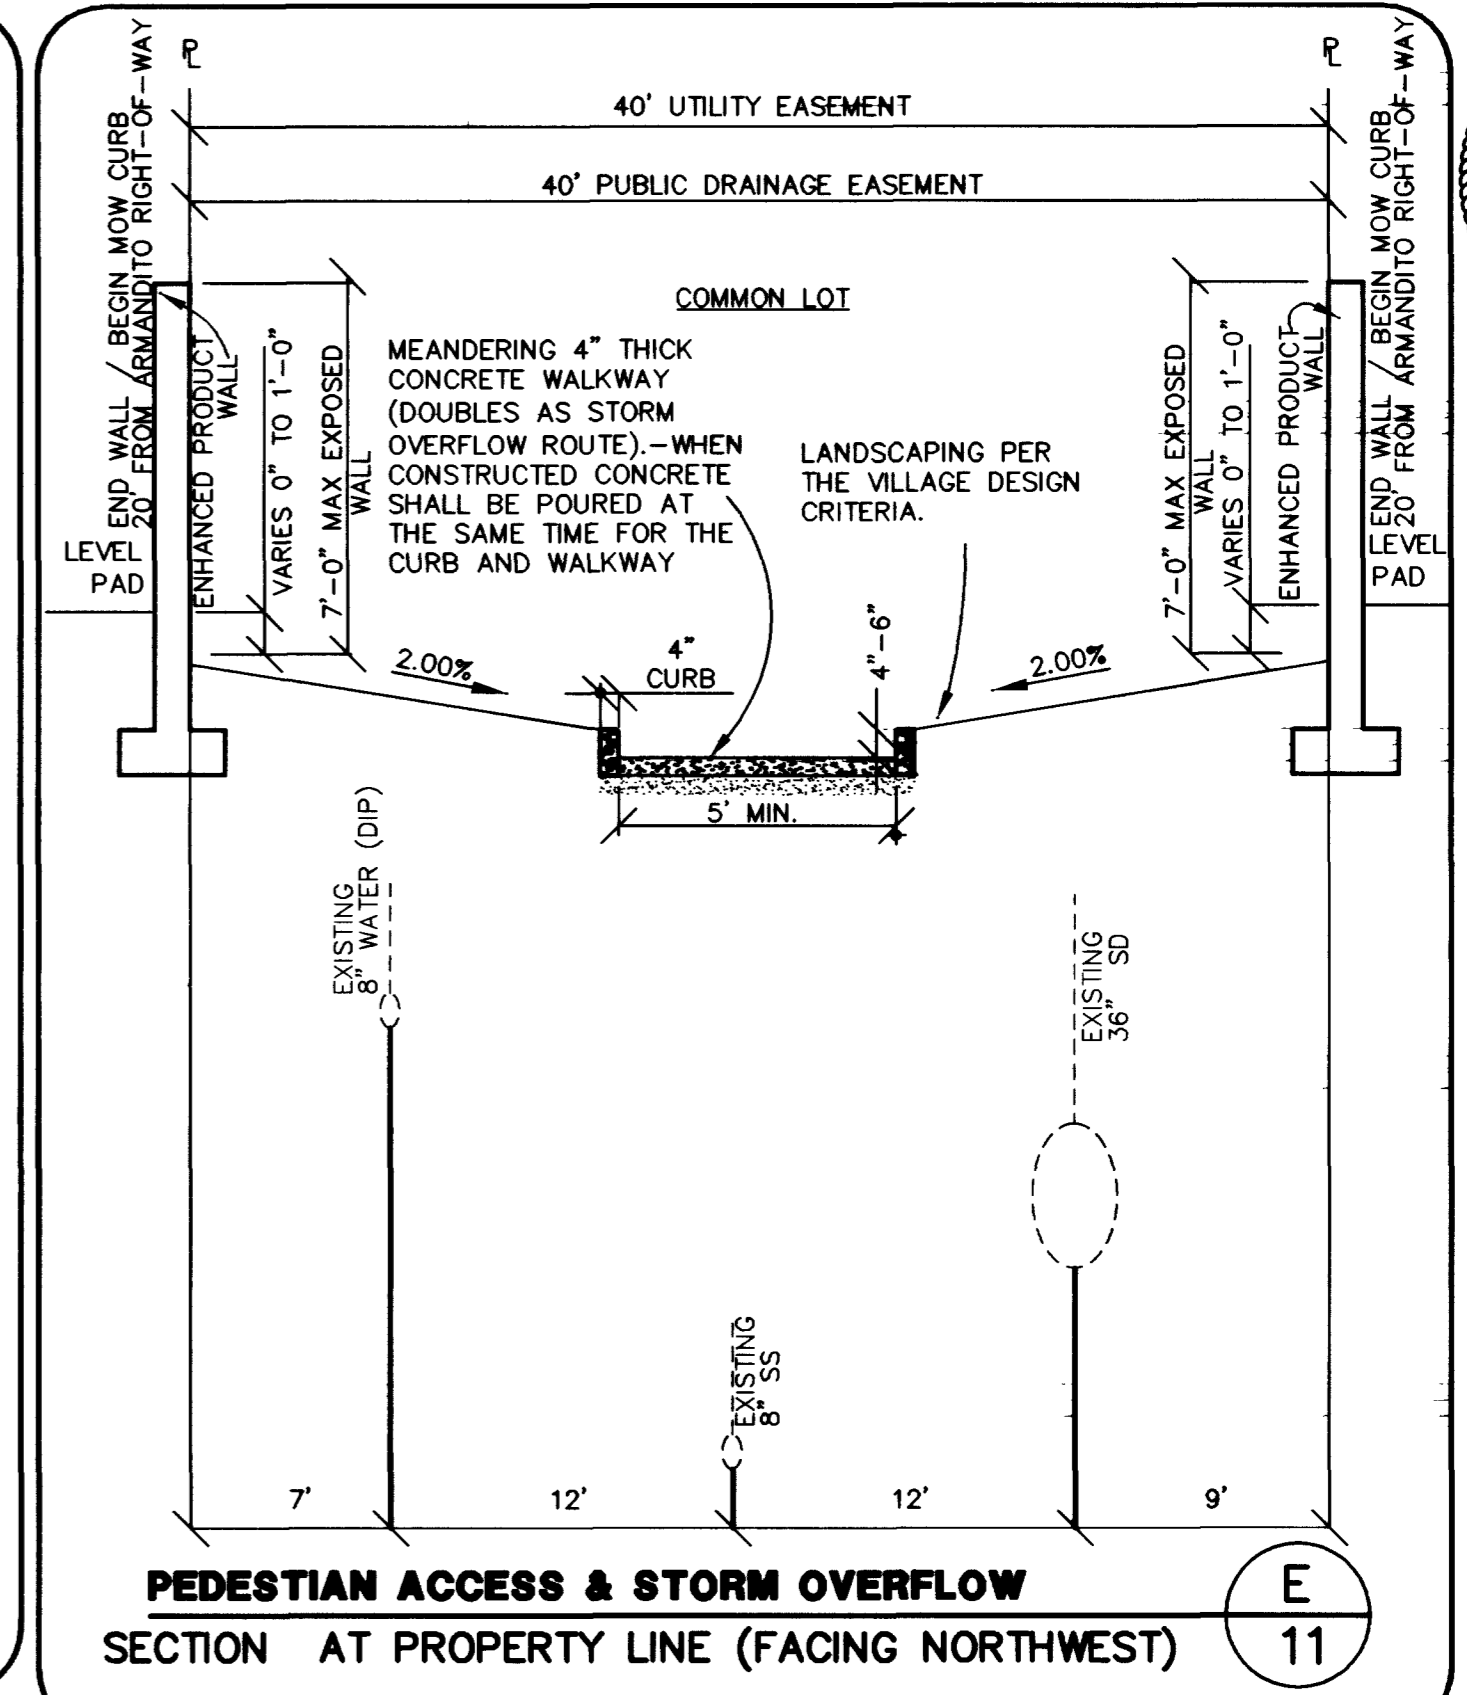 ℄
℄
40' UTILITY EASEMENT
40' PUBLIC DRAINAGE EASEMENT
END WALL / BEGIN MOW CURB
20' FROM ARMANDITO RIGHT-OF-WAY
END WALL / BEGIN MOW CURB
20' FROM ARMANDITO RIGHT-OF-WAY
COMMON LOT
ENHANCED PRODUCT
WALL
VARIES 0" TO 1'-0"
7'-0" MAX EXPOSED
WALL
MEANDERING 4" THICK
CONCRETE WALKWAY
(DOUBLES AS STORM
OVERFLOW ROUTE).-WHEN
CONSTRUCTED CONCRETE
SHALL BE POURED AT
THE SAME TIME FOR THE
CURB AND WALKWAY
LANDSCAPING PER
THE VILLAGE DESIGN
CRITERIA.
7'-0" MAX EXPOSED
WALL
VARIES 0" TO 1'-0"
ENHANCED PRODUCT
WALL
LEVEL
PAD
LEVEL
PAD
2.00%
4"
CURB
4"-6"
2.00%
5' MIN.
EXISTING
8" WATER (DIP)
EXISTING
36" SD
EXISTING
8" SS
7'
12'
12'
9'
PEDESTIAN ACCESS & STORM OVERFLOW
SECTION AT PROPERTY LINE (FACING NORTHWEST)
E
11